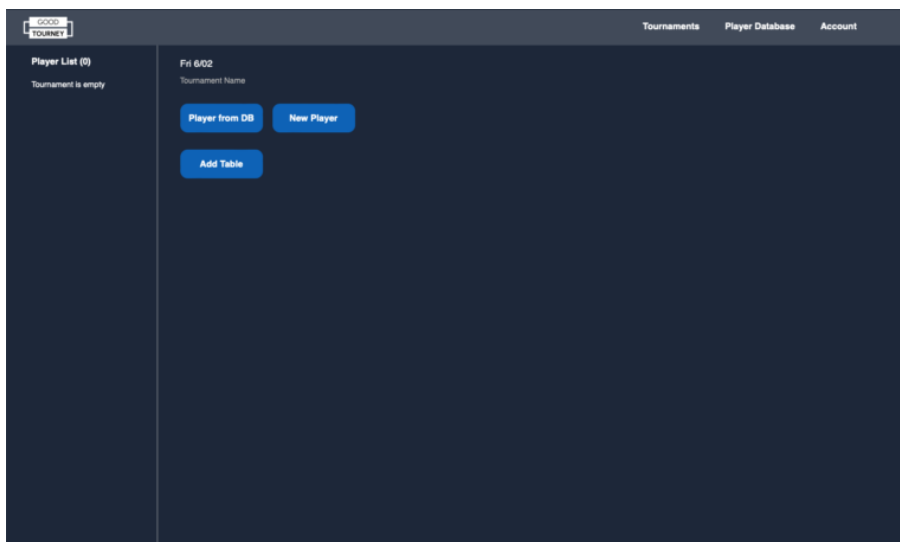 GOOD
TOURNEY
Tournaments
Player Database
Account
Player List (0)
Tournament is empty
Fri 6/02
Tournament Name
Player from DB
New Player
Add Table